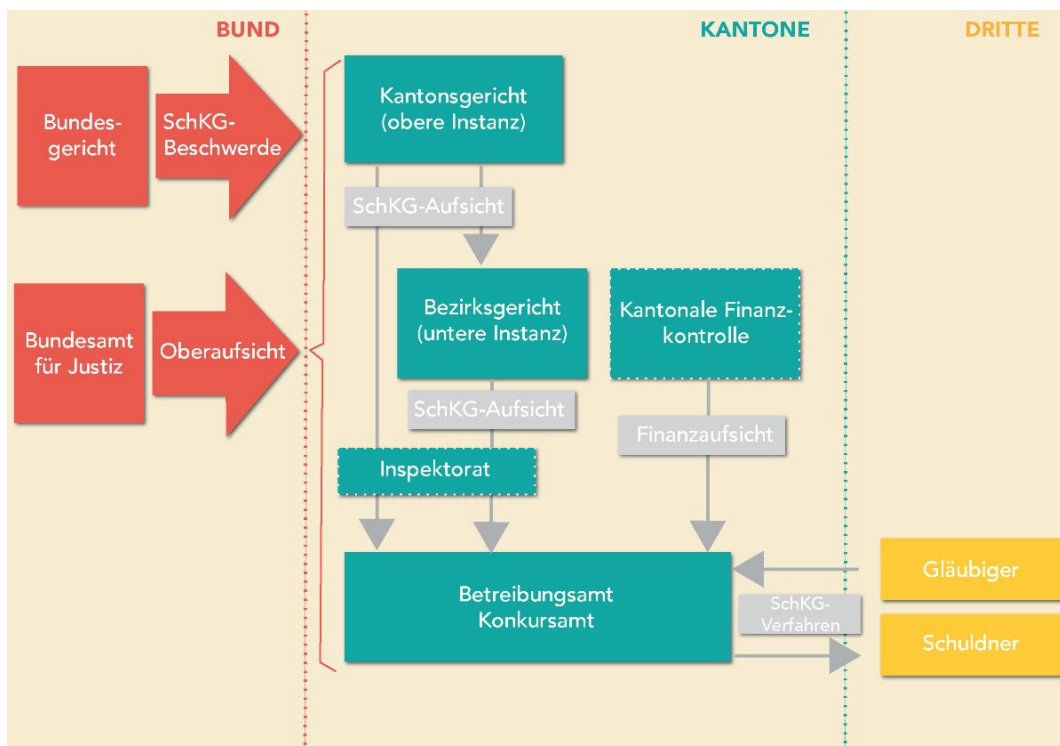 BUND
KANTONE
DRITTE
Bundes-
gericht
SchKG-
Beschwerde
Kantonsgericht
(obere Instanz)
SchKG-Aufsicht
Bundesamt
für Justiz
Oberaufsicht
Bezirksgericht
(untere Instanz)
Kantonale Finanz-
kontrolle
SchKG-Aufsicht
Finanzaufsicht
Inspektorat
Betreibungsamt
Konkursamt
SchKG-
Verfahren
Gläubiger
Schuldner